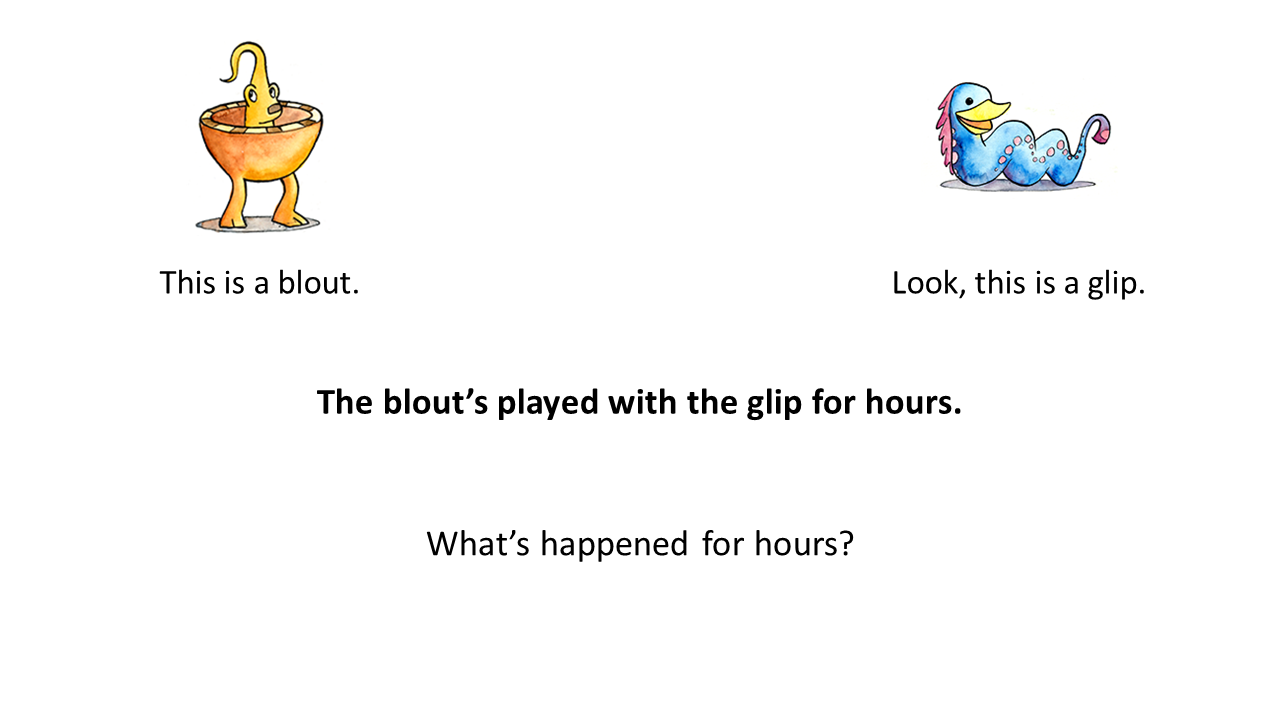 This is a blout.
Look, this is a glip.
The blout’s played with the glip for hours.
What’s happened for hours?